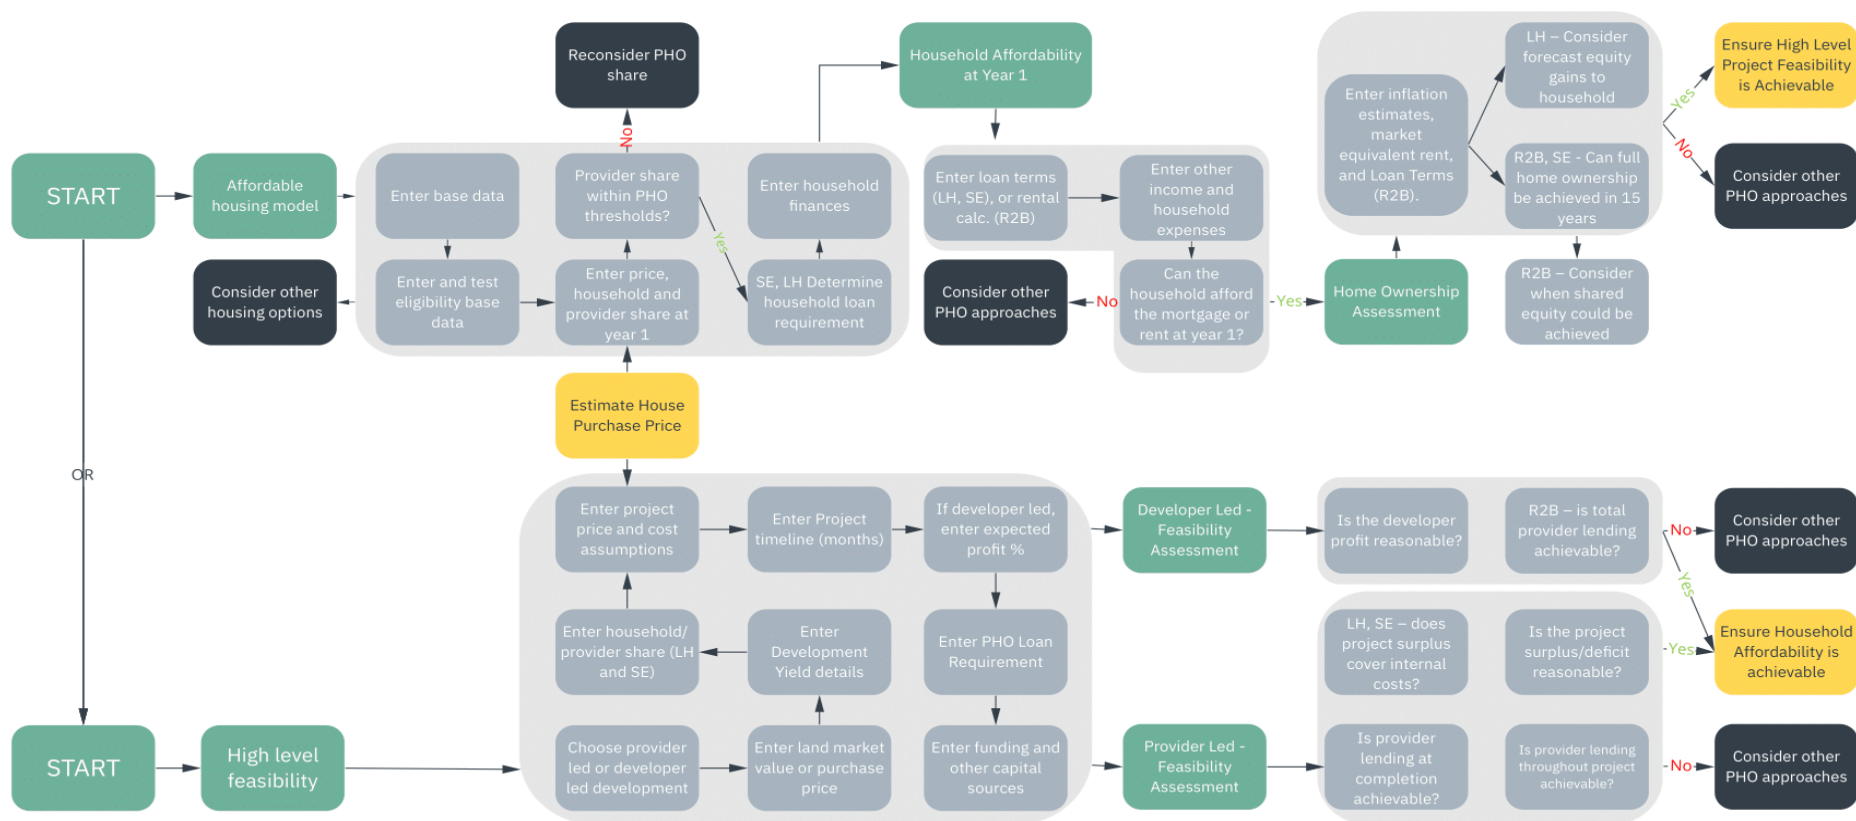 START
Affordable
housing model
Consider other
housing options
Enter base data
Enter and test
eligibility base
data
Reconsider PHO
share
No
Provider share
within PHO
thresholds?
Yes
Enter price,
household and
provider share at
year 1
Enter household
finances
SE, LH Determine
household loan
requirement
Household Affordability
at Year 1
Enter loan terms
(LH, SE), or rental
calc. (R2B)
Enter other
income and
household
expenses
Consider other
PHO approaches
No
Can the
household afford
the mortgage or
rent at year 1?
Yes
Home Ownership
Assessment
Enter inflation
estimates,
market
equivalent rent,
and Loan Terms
(R2B).
LH – Consider
forecast equity
gains to
household
R2B, SE - Can full
home ownership
be achieved in 15
years
R2B – Consider
when shared
equity could be
achieved
Yes
No
Ensure High Level
Project Feasibility
is Achievable
Consider other
PHO approaches
Estimate House
Purchase Price
OR
START
High level
feasibility
Enter project
price and cost
assumptions
Enter Project
timeline (months)
If developer led,
enter expected
profit %
Enter household/
provider share (LH
and SE)
Enter
Development
Yield details
Enter PHO Loan
Requirement
Choose provider
led or developer
led development
Enter land market
value or purchase
price
Enter funding and
other capital
sources
Developer Led -
Feasibility
Assessment
Is the developer
profit reasonable?
R2B – is total
provider lending
achievable?
No
Yes
Consider other
PHO approaches
Provider Led -
Feasibility
Assessment
LH, SE – does
project surplus
cover internal
costs?
Is the project
surplus/deficit
reasonable?
Yes
Ensure Household
Affordability is
achievable
Is provider
lending at
completion
achievable?
Is provider lending
throughout project
achievable?
No
Consider other
PHO approaches